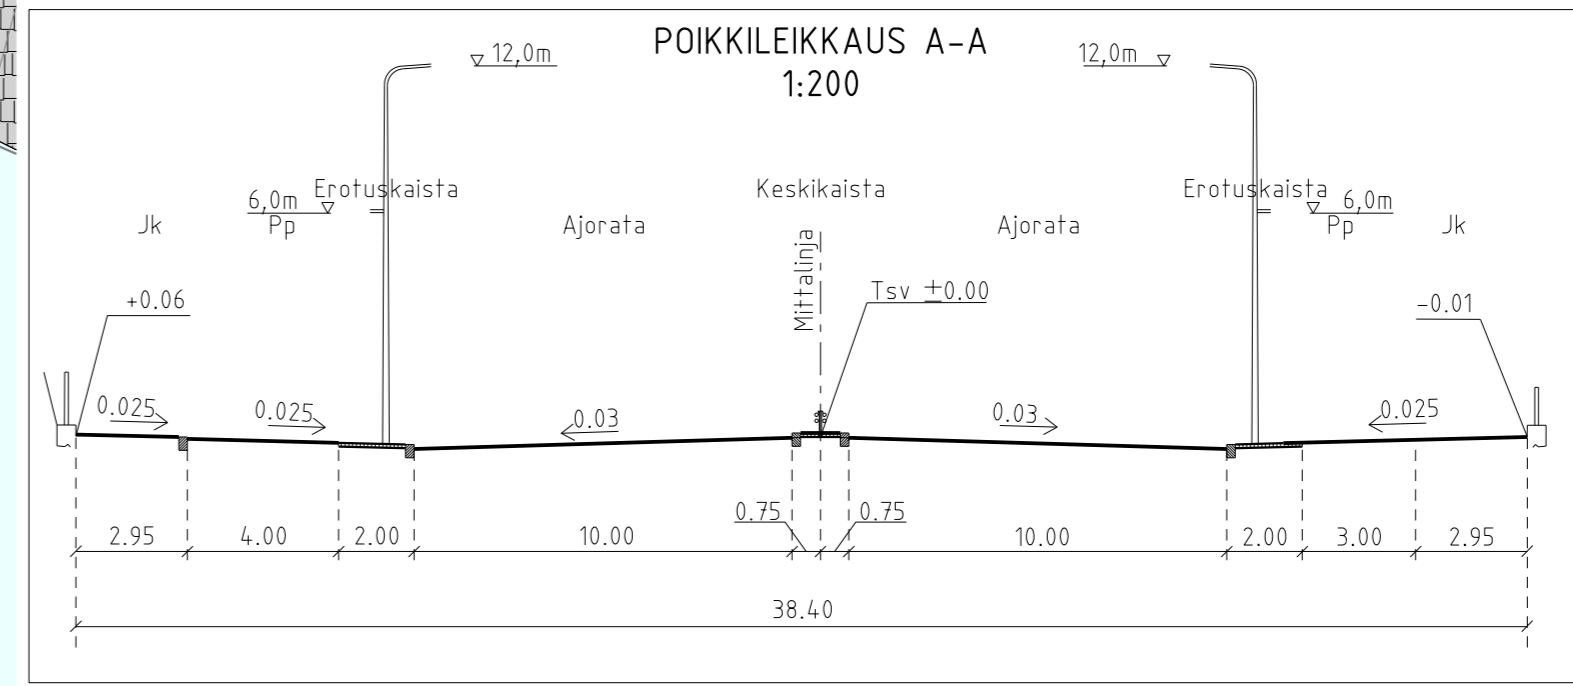 POIKKILEIKKAUS A-A
1:200
12,0m
12,0m
Erotuskaista
Keskikaista
Erotuskaista
6,0m
6,0m
Jk
Pp
Ajorata
Ajorata
Pp
Jk
Mittalinja
+0.06
Tsv ±0.00
-0.01
0.025
0.025
0.03
0.03
0.025
0.75
0.75
2.95
4.00
2.00
10.00
10.00
2.00
3.00
2.95
38.40